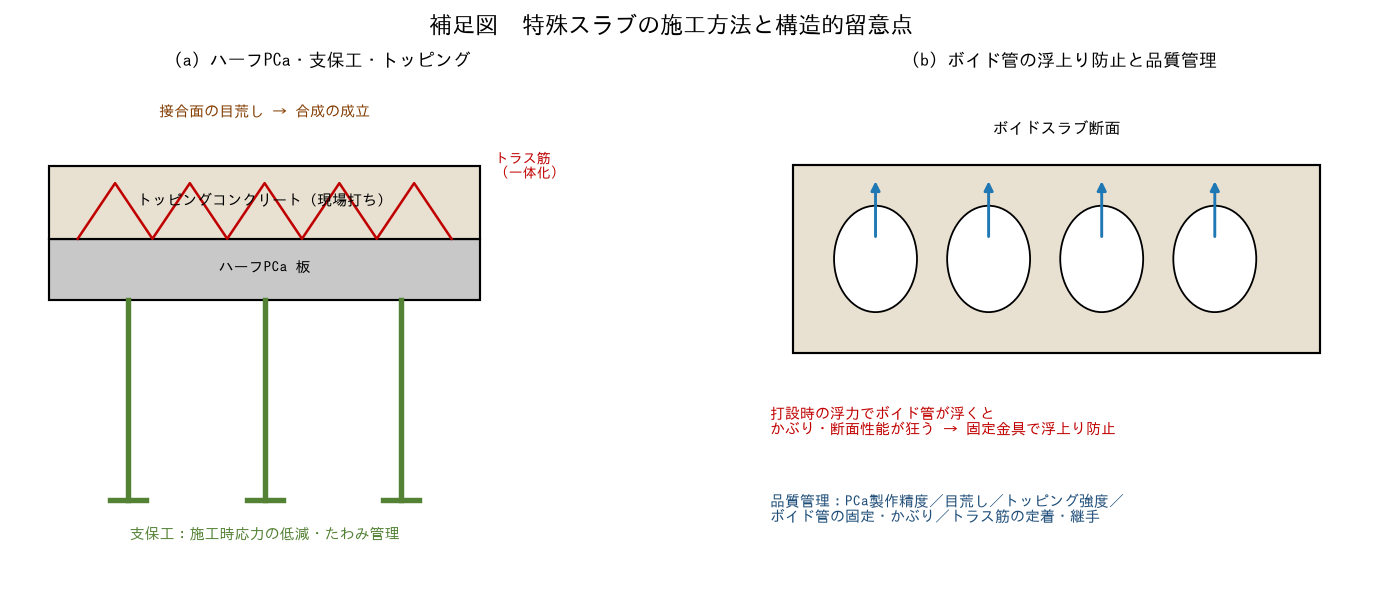 補足図　特殊スラブの施工方法と構造的留意点
(a) ハーフPCa・支保工・トッピング
接合面の目荒し → 合成の成立
トラス筋
（一体化）
トッピングコンクリート（現場打ち）
ハーフPCa 板
支保工：施工時応力の低減・たわみ管理
(b) ボイド管の浮上り防止と品質管理
ボイドスラブ断面
打設時の浮力でボイド管が浮くと
かぶり・断面性能が狂う → 固定金具で浮上り防止
品質管理：PCa製作精度／目荒し／トッピング強度／
ボイド管の固定・かぶり／トラス筋の定着・継手